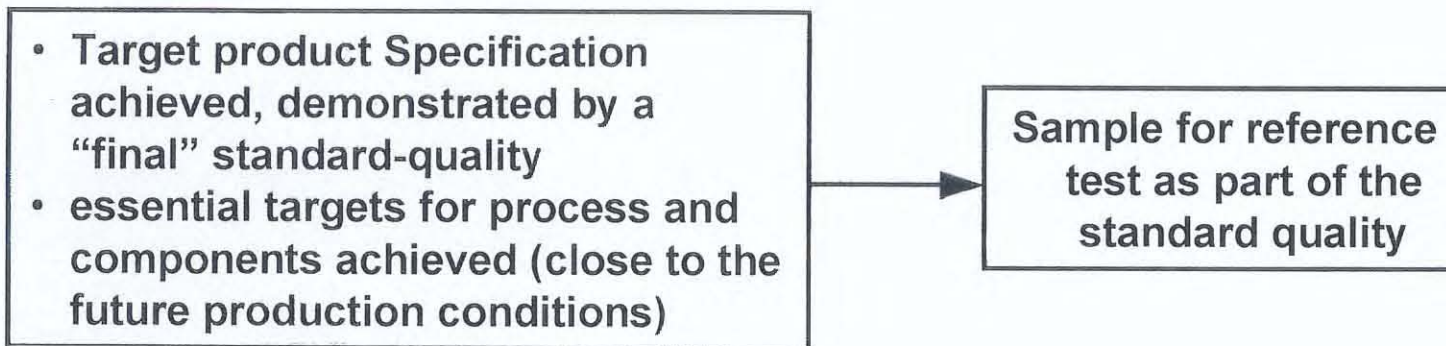 • Target product Specification
achieved, demonstrated by a
“final” standard-quality
• essential targets for process and
components achieved (close to the
future production conditions)
Sample for reference
test as part of the
standard quality